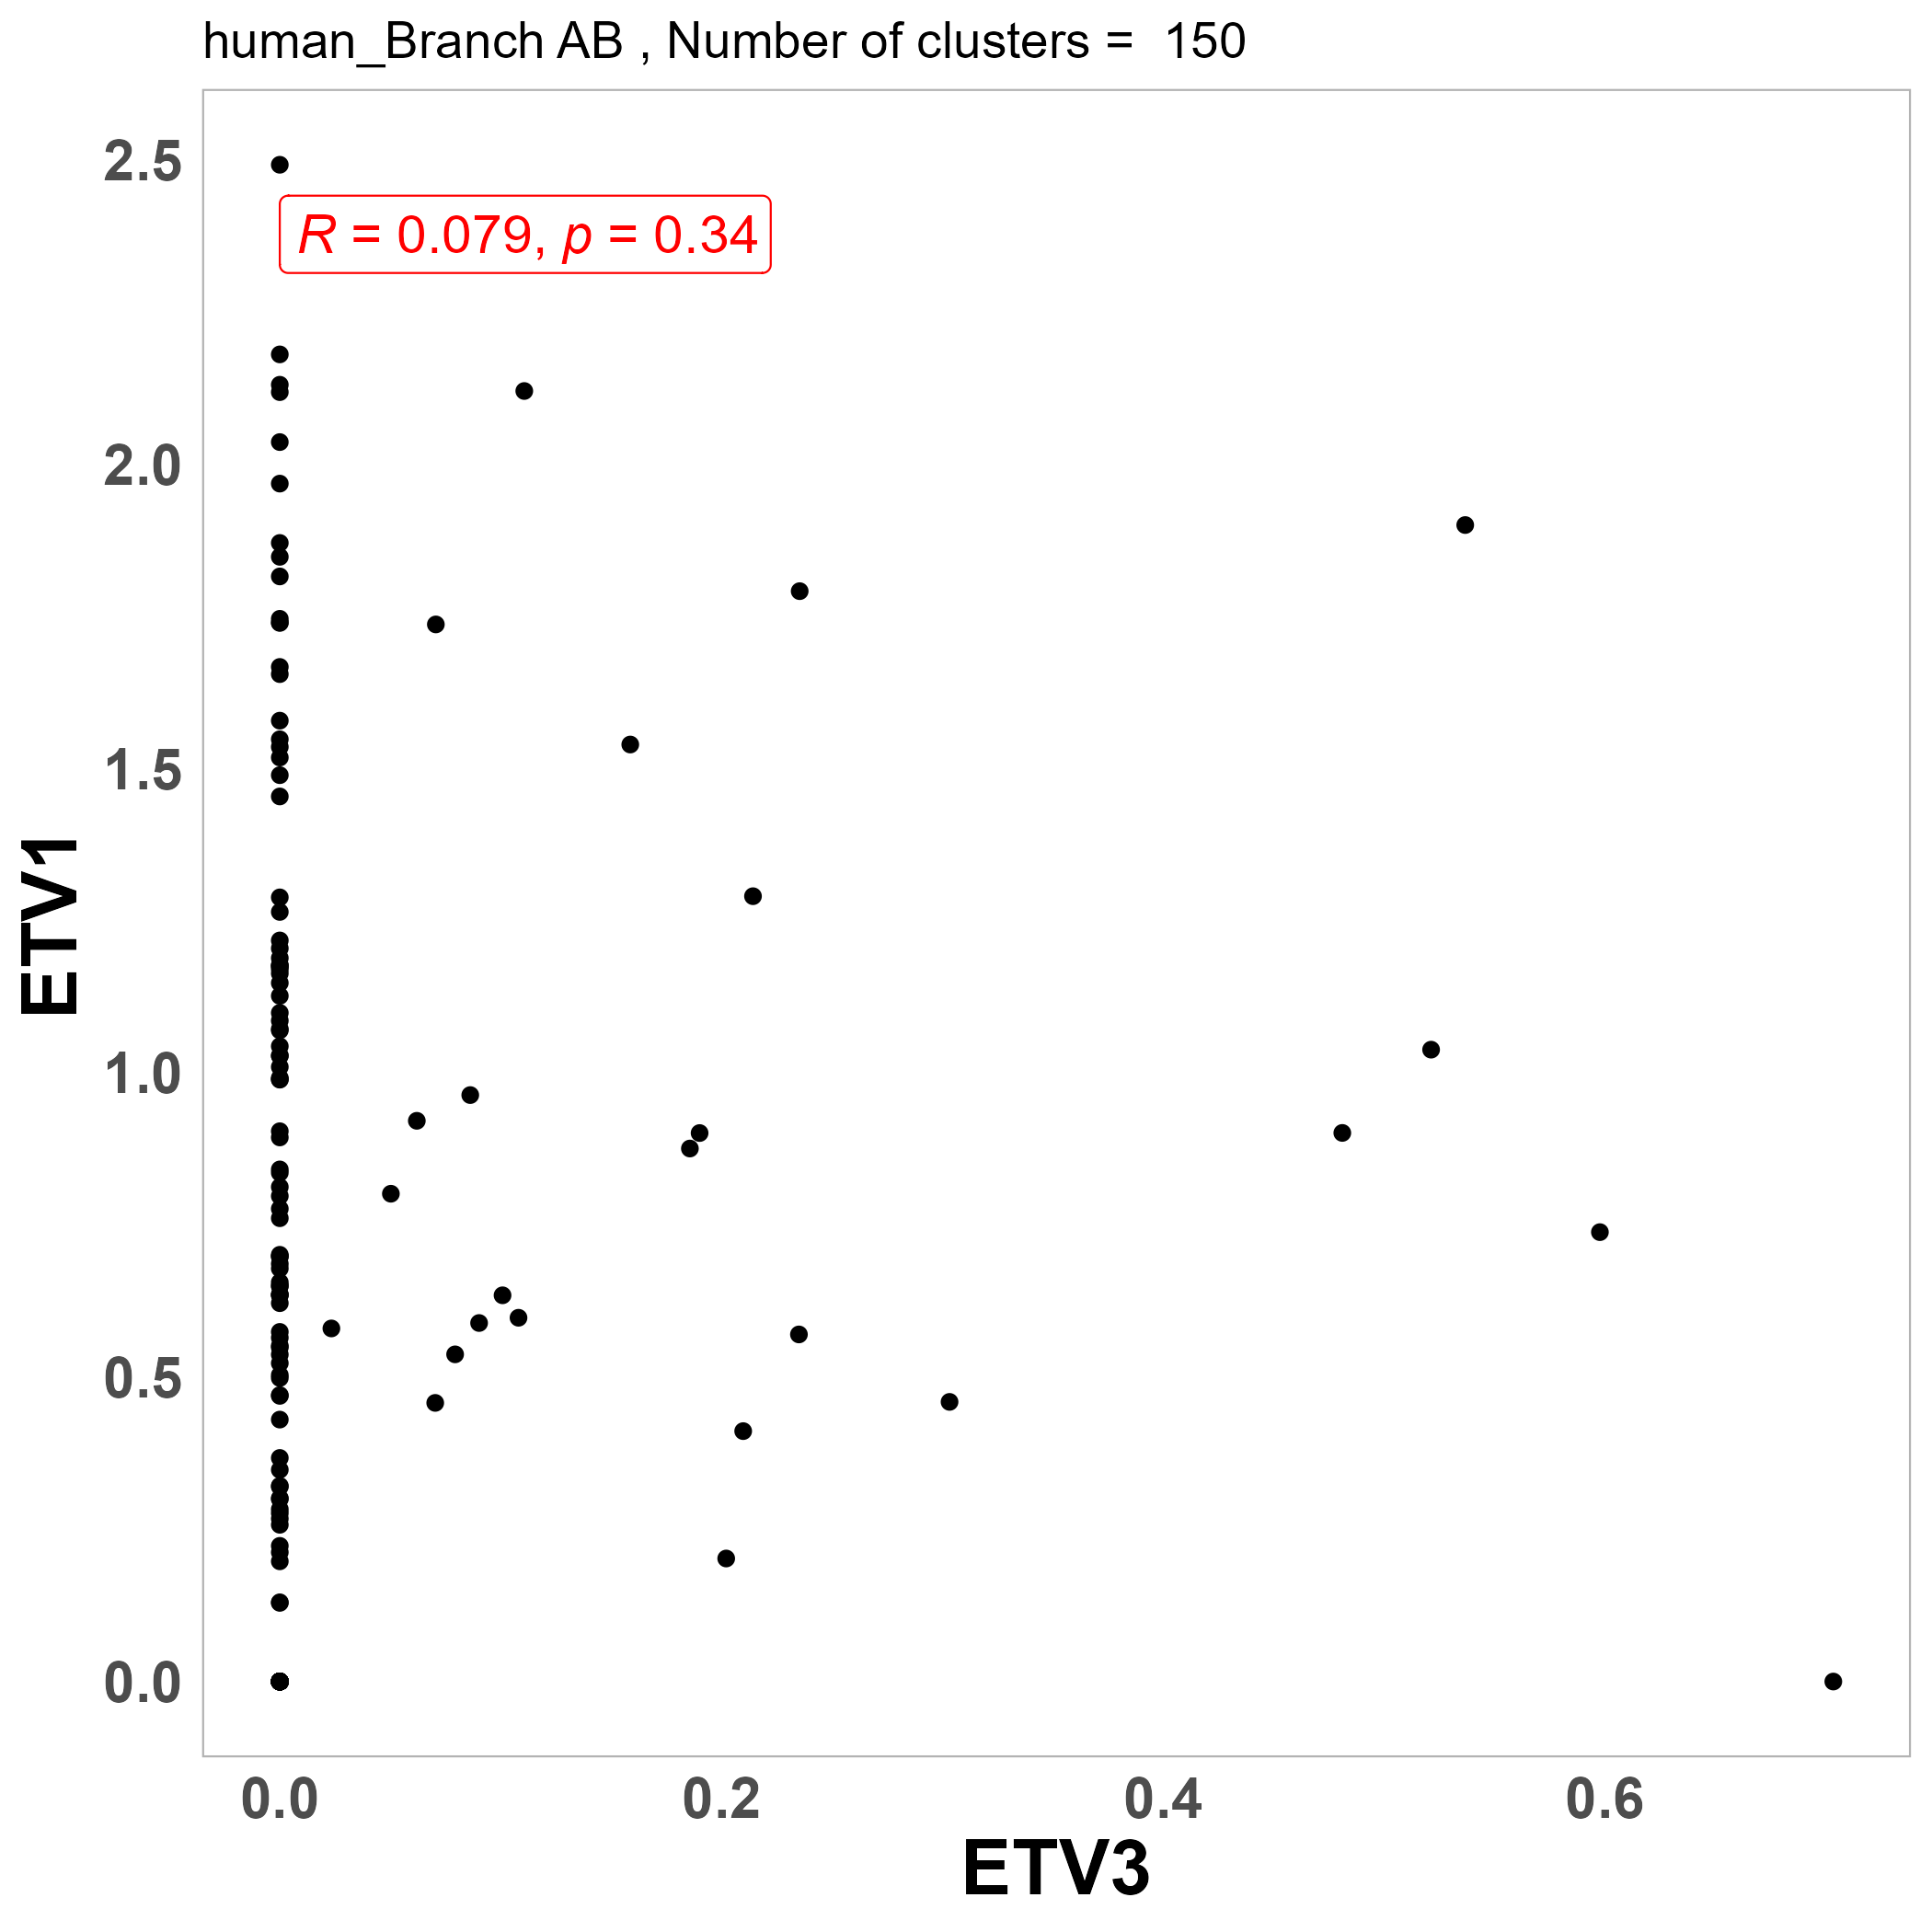 human_Branch AB , Number of clusters =  150
2.5
R = 0.079, p = 0.34
2.0
1.5
ETV1
1.0
0.5
0.0
0.0 0.2 0.4 0.6
ETV3